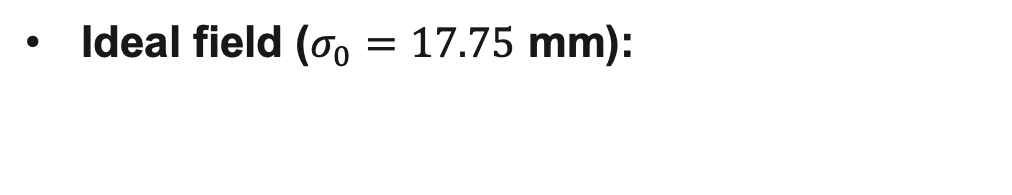 • Ideal field (σ₀ = 17.75 mm):